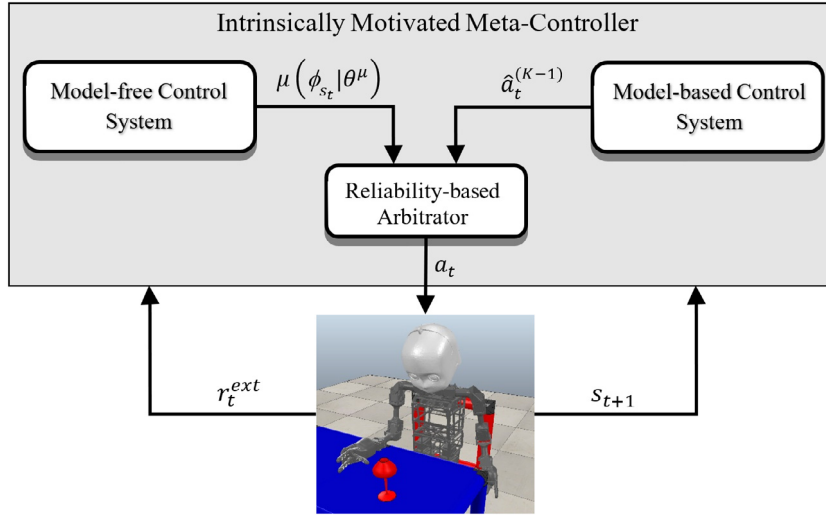 Intrinsically Motivated Meta-Controller
Model-free Control
System
μ(ϕ_{s_t}|θ^μ)
â_t^{(K−1)}
Model-based Control
System
Reliability-based
Arbitrator
a_t
r_t^{ext}
s_{t+1}